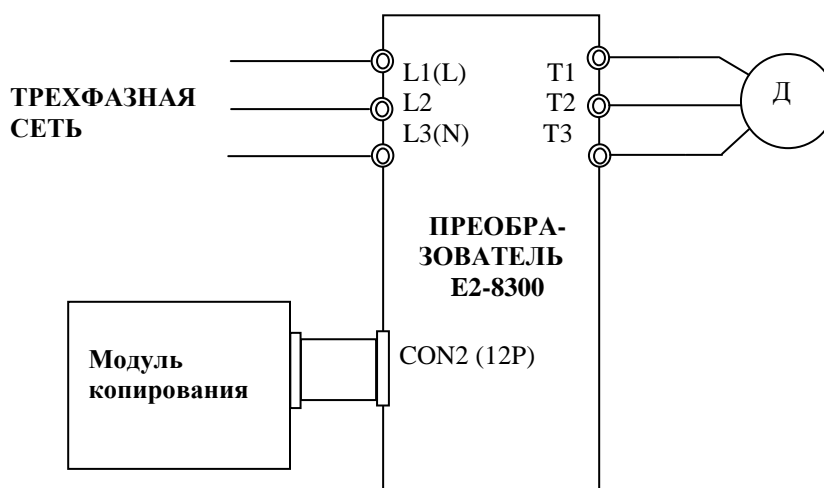 ТРЕХФАЗНАЯ
СЕТЬ
L1(L)
L2
L3(N)
T1
T2
T3
Д
ПРЕОБРА-
ЗОВАТЕЛЬ
E2-8300
Модуль
копирования
CON2 (12P)